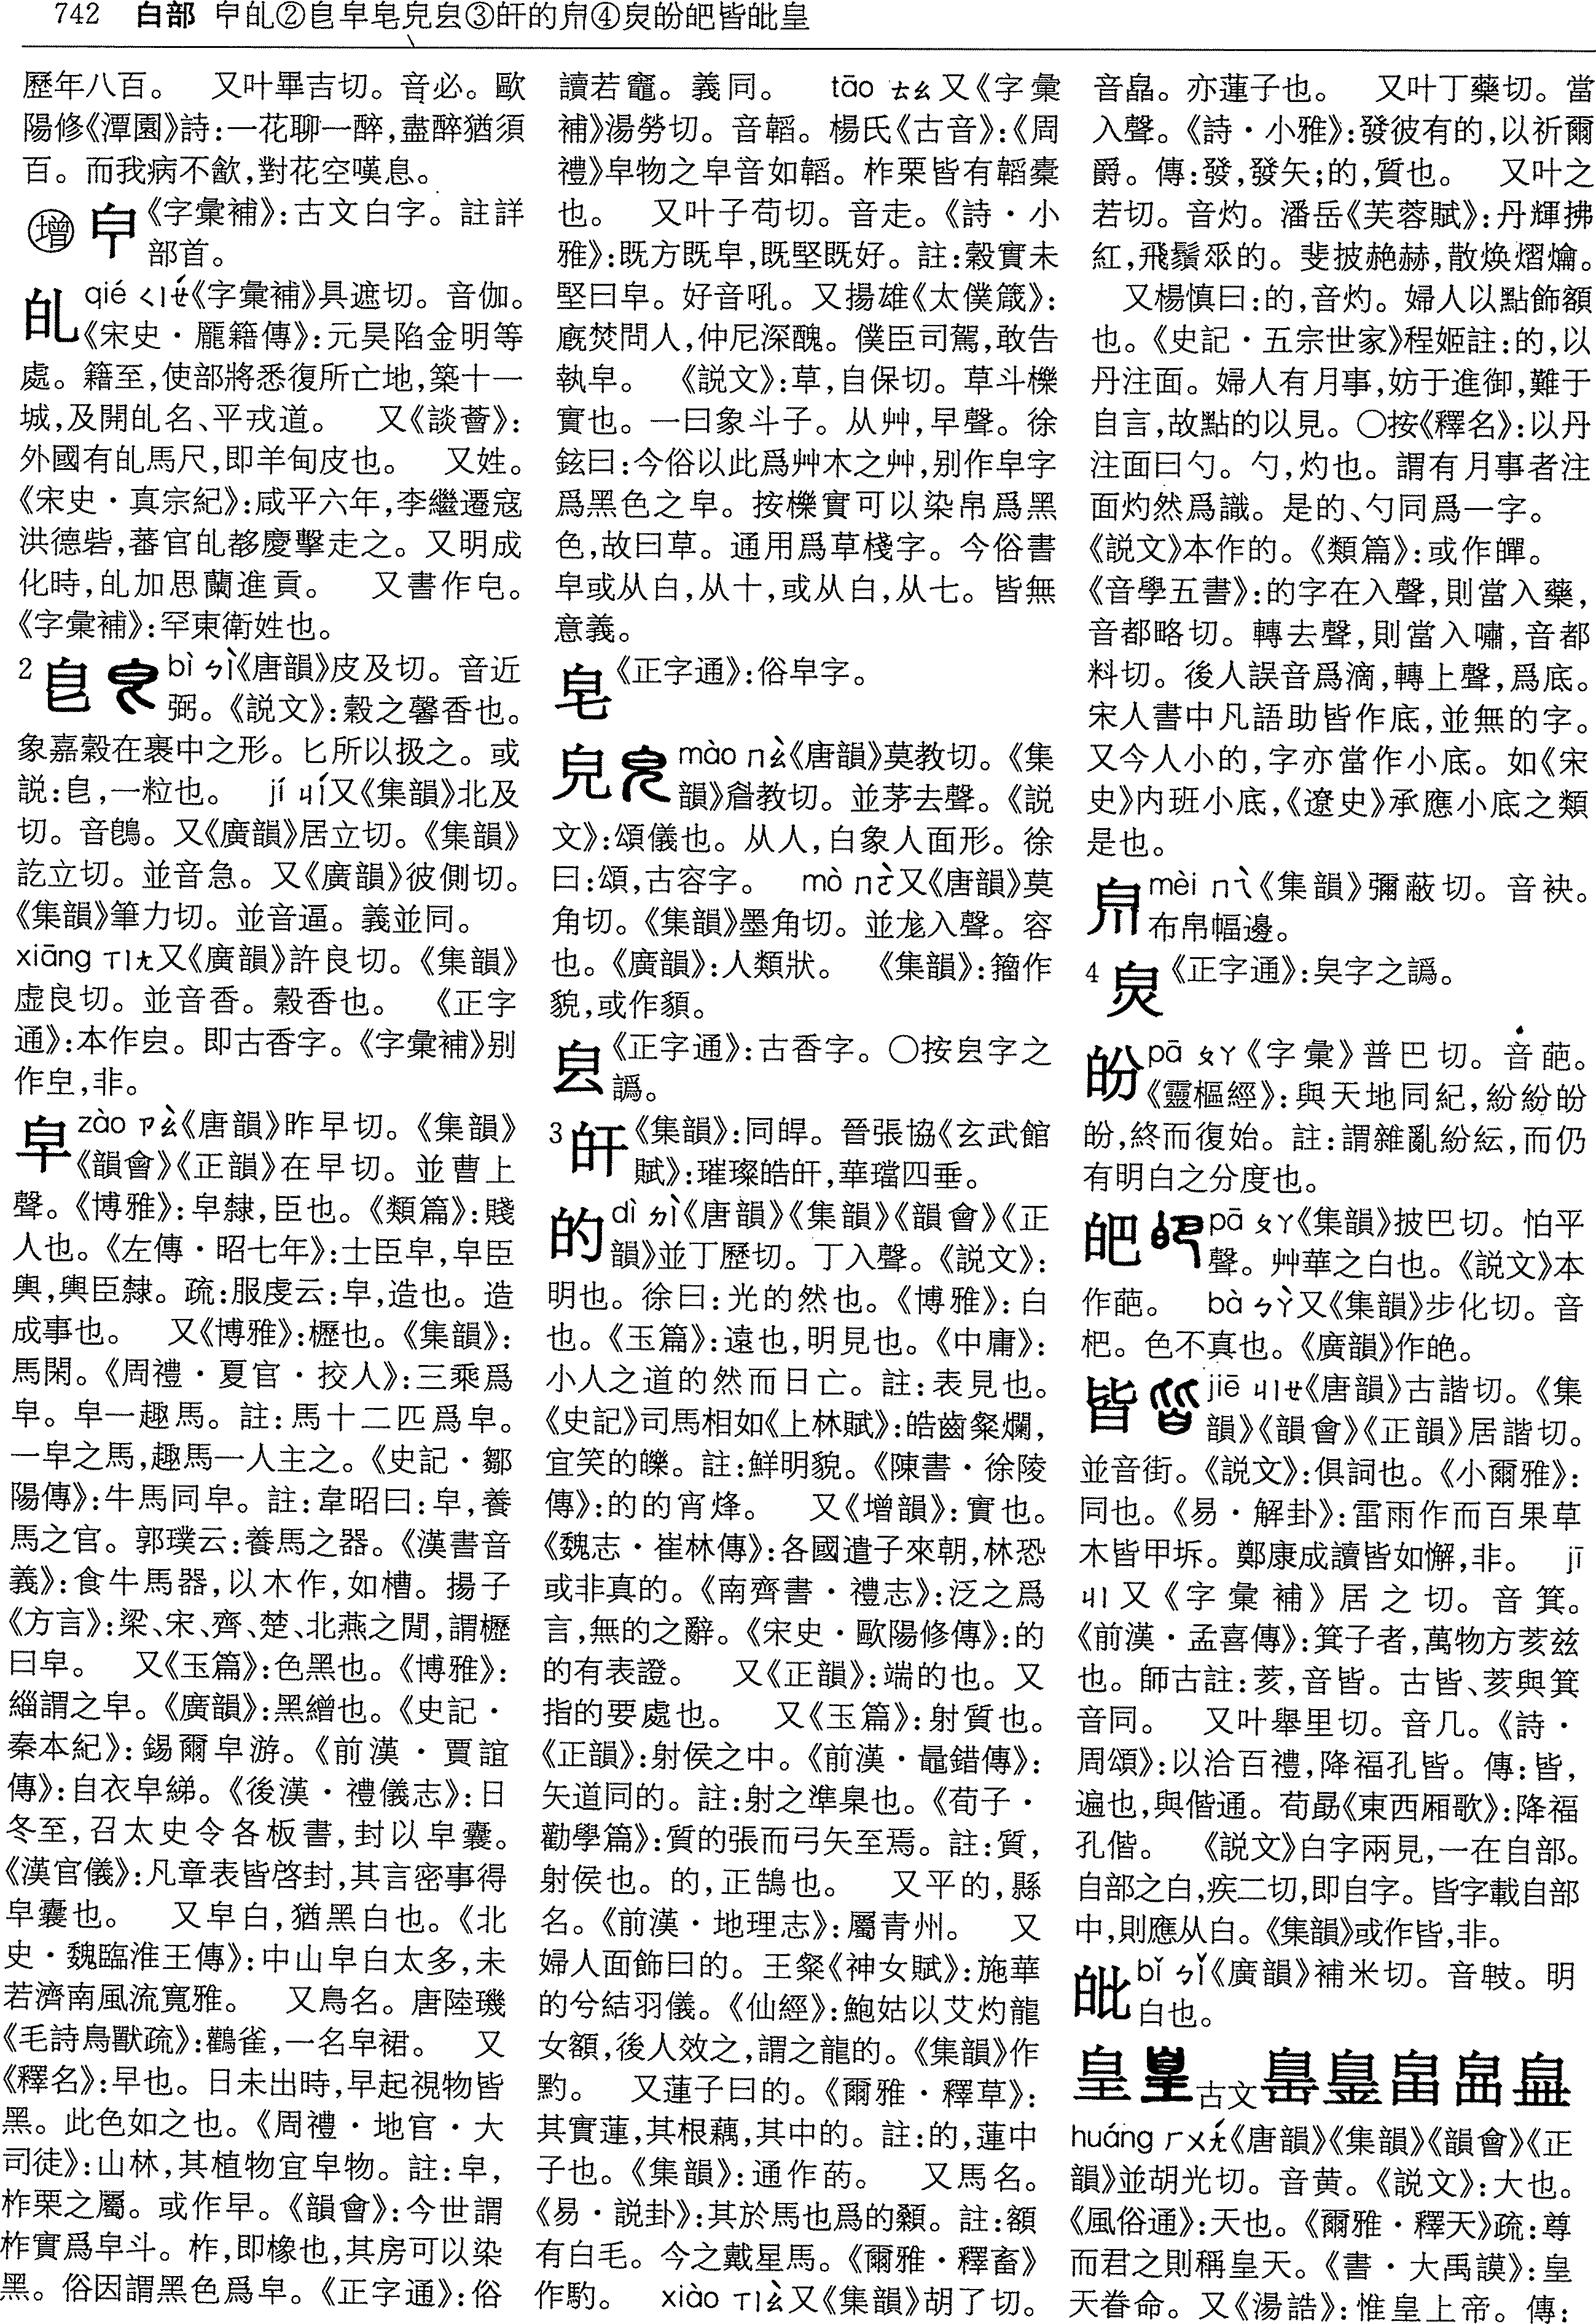 742 白部 𤼽癿②皀皁皂皃𣅀③皔的𤽄④㚖皅皆皇
歷年八百。 又叶畢吉切。音必。歐
陽修《潭園》詩:一花聊一醉,盡醉猶須
百。而我病不歙,對花空嘆息。
增 《字彙補》:古文白字。註詳
部首。
癿 qié ㄑㄧㄝˊ《字彙補》具遮切。音伽。
《宋史·龎籍傳》:元昊陷金明等
處。籍至,使部將悉復所亡地,築十一
城,及開癿名、平戎道。 又《談薈》:
外國有癿馬尺,即羊甸皮也。 又姓。
《宋史·真宗紀》:咸平六年,李繼遷寇
洪德砦,蕃官癿㚋慶擊走之。又明成
化時,癿加思蘭進貢。 又書作皀。
《字彙補》:罕東衛姓也。
2 皀 bì ㄅㄧˋ《唐韻》皮及切。音近
弼。《説文》:穀之馨香也。
象嘉穀在裹中之形。匕所以扱之。或
説:皀,一粒也。 jí ㄐㄧˊ又《集韻》北及
切。音鵖。又《廣韻》居立切。《集韻》
訖立切。並音急。又《廣韻》彼側切。
《集韻》筆力切。並音逼。義並同。
xiāng ㄒㄧㄤ又《廣韻》許良切。《集韻》
虚良切。並音香。穀香也。 《正字
通》:本作。即古香字。《字彙補》别
作,非。
皁 zào ㄗㄠˋ《唐韻》昨早切。《集韻》
《韻會》《正韻》在早切。並曹上
聲。《博雅》:皁隸,臣也。《類篇》:賤
人也。《左傳·昭七年》:士臣皁,皁臣
輿,輿臣隸。疏:服虔云:皁,造也。造
成事也。 又《博雅》:櫪也。《集韻》:
馬閑。《周禮·夏官·挍人》:三乘爲
皁。皁一趣馬。註:馬十二匹爲皁。
一皁之馬,趣馬一人主之。《史記·鄒
陽傳》:牛馬同皁。註:韋昭曰:皁,養
馬之官。郭璞云:養馬之器。《漢書音
義》:食牛馬器,以木作,如槽。揚子
《方言》:梁、宋、齊、楚、北燕之閒,謂櫪
曰皁。 又《玉篇》:色黑也。《博雅》:
緇謂之皁。《廣韻》:黑繒也。《史記·
秦本紀》:錫爾皁游。《前漢·賈誼
傳》:自衣皁綈。《後漢·禮儀志》:日
冬至,召太史令各板書,封以皁囊。
《漢官儀》:凡章表皆啓封,其言密事得
皁囊也。 又皁白,猶黑白也。《北
史·魏臨淮王傳》:中山皁白太多,未
若濟南風流寬雅。 又鳥名。唐陸璣
《毛詩鳥獸疏》:鸛雀,一名皁裙。 又
《釋名》:早也。日未出時,早起視物皆
黑。此色如之也。《周禮·地官·大
司徒》:山林,其植物宜皁物。註:皁,
柞栗之屬。或作早。《韻會》:今世謂
柞實爲皁斗。柞,即橡也,其房可以染
黑。俗因謂黑色爲皁。《正字通》:俗
讀若竈。義同。 tāo ㄊㄠ又《字彙
補》湯勞切。音韜。楊氏《古音》:《周
禮》皁物之皁音如韜。柞栗皆有韜櫜
也。 又叶子苟切。音走。《詩·小
雅》:既方既皁,既堅既好。註:穀實未
堅曰皁。好音吼。又揚雄《太僕箴》:
廐焚問人,仲尼深醜。僕臣司駕,敢告
執皁。 《説文》:草,自保切。草斗櫟
實也。一曰象斗子。从艸,早聲。徐
鉉曰:今俗以此爲艸木之艸,别作皁字
爲黑色之皁。按櫟實可以染帛爲黑
色,故曰草。通用爲草棧字。今俗書
皁或从白,从十,或从白,从七。皆無
意義。
皂 《正字通》:俗皁字。
皃 mào ㄇㄠˋ《唐韻》莫教切。《集
韻》眉教切。並茅去聲。《説
文》:頌儀也。从人,白象人面形。徐
曰:頌,古容字。 mò ㄇㄛˋ又《唐韻》莫
角切。《集韻》墨角切。並尨入聲。容
也。《廣韻》:人類狀。 《集韻》:籀作
貌,或作䫉。
《正字通》:古香字。〇按字之
譌。
3 皔 《集韻》:同皡。晉張協《玄武館
賦》:璀璨皓皔,華璫四垂。
的 dì ㄉㄧˋ《唐韻》《集韻》《韻會》《正
韻》並丁歷切。丁入聲。《説文》:
明也。徐曰:光的然也。《博雅》:白
也。《玉篇》:遠也,明見也。《中庸》:
小人之道的然而日亡。註:表見也。
《史記》司馬相如《上林賦》:皓齒粲爛,
宜笑的皪。註:鮮明貌。《陳書·徐陵
傳》:的的宵烽。 又《增韻》:實也。
《魏志·崔林傳》:各國遣子來朝,林恐
或非真的。《南齊書·禮志》:泛之爲
言,無的之辭。《宋史·歐陽修傳》:的
的有表證。 又《正韻》:端的也。又
指的要處也。 又《玉篇》:射質也。
《正韻》:射侯之中。《前漢·鼂錯傳》:
矢道同的。註:射之準臬也。《荀子·
勸學篇》:質的張而弓矢至焉。註:質,
射侯也。的,正鵠也。 又平的,縣
名。《前漢·地理志》:屬青州。 又
婦人面飾曰的。王粲《神女賦》:施華
的兮結羽儀。《仙經》:鮑姑以艾灼龍
女額,後人效之,謂之龍的。《集韻》作
䵠。 又蓮子曰的。《爾雅·釋草》:
其實蓮,其根藕,其中的。註:的,蓮中
子也。《集韻》:通作菂。 又馬名。
《易·説卦》:其於馬也爲的顙。註:額
有白毛。今之戴星馬。《爾雅·釋畜》
作馰。 xiào ㄒㄧㄠˋ又《集韻》胡了切。
音皛。亦蓮子也。 又叶丁藥切。當
入聲。《詩·小雅》:發彼有的,以祈爾
爵。傳:發,發矢;的,質也。 又叶之
若切。音灼。潘岳《芙蓉賦》:丹輝拂
紅,飛鬚垂的。斐披赩赫,散焕熠爚。
又楊慎曰:的,音灼。婦人以點飾額
也。《史記·五宗世家》程姬註:的,以
丹注面。婦人有月事,妨于進御,難于
自言,故點的以見。〇按《釋名》:以丹
注面曰勺。勺,灼也。謂有月事者注
面灼然爲識。是的、勺同爲一字。
《説文》本作旳。《類篇》:或作㿨。
《音學五書》:的字在入聲,則當入藥,
音都略切。轉去聲,則當入嘯,音都
料切。後人誤音爲滴,轉上聲,爲底。
宋人書中凡語助皆作底,並無的字。
又今人小的,字亦當作小底。如《宋
史》内班小底,《遼史》承應小底之類
是也。
mèi ㄇㄟˋ《集韻》彌蔽切。音袂。
布帛幅邊。
4 《正字通》:臭字之譌。
pā ㄆㄚ《字彙》普巴切。音葩。
《靈樞經》:與天地同紀,紛紛盼
盼,終而復始。註:謂雜亂紛紜,而仍
有明白之分度也。
皅 pā ㄆㄚ《集韻》披巴切。怕平
聲。艸華之白也。《説文》本
作葩。 bà ㄅㄚˋ又《集韻》步化切。音
杷。色不真也。《廣韻》作䎱。
皆 jiē ㄐㄧㄝ《唐韻》古諧切。《集
韻》《韻會》《正韻》居諧切。
並音街。《説文》:俱詞也。《小爾雅》:
同也。《易·解卦》:雷雨作而百果草
木皆甲坼。鄭康成讀皆如懈,非。 jī
ㄐㄧ又《字彙補》居之切。音箕。
《前漢·孟喜傳》:箕子者,萬物方荄兹
也。師古註:荄,音皆。古皆、荄與箕
音同。 又叶舉里切。音几。《詩·
周頌》:以洽百禮,降福孔皆。傳:皆,
遍也,與偕通。荀勗《東西厢歌》:降福
孔偕。 《説文》白字兩見,一在自部。
自部之白,疾二切,即自字。皆字載自部
中,則應从白。《集韻》或作皆,非。
bǐ ㄅㄧˇ《廣韻》補米切。音㪏。明
白也。
皇 古文
huáng ㄏㄨㄤˊ《唐韻》《集韻》《韻會》《正
韻》並胡光切。音黄。《説文》:大也。
《風俗通》:天也。《爾雅·釋天》疏:尊
而君之則稱皇天。《書·大禹謨》:皇
天眷命。又《湯誥》:惟皇上帝。傳: